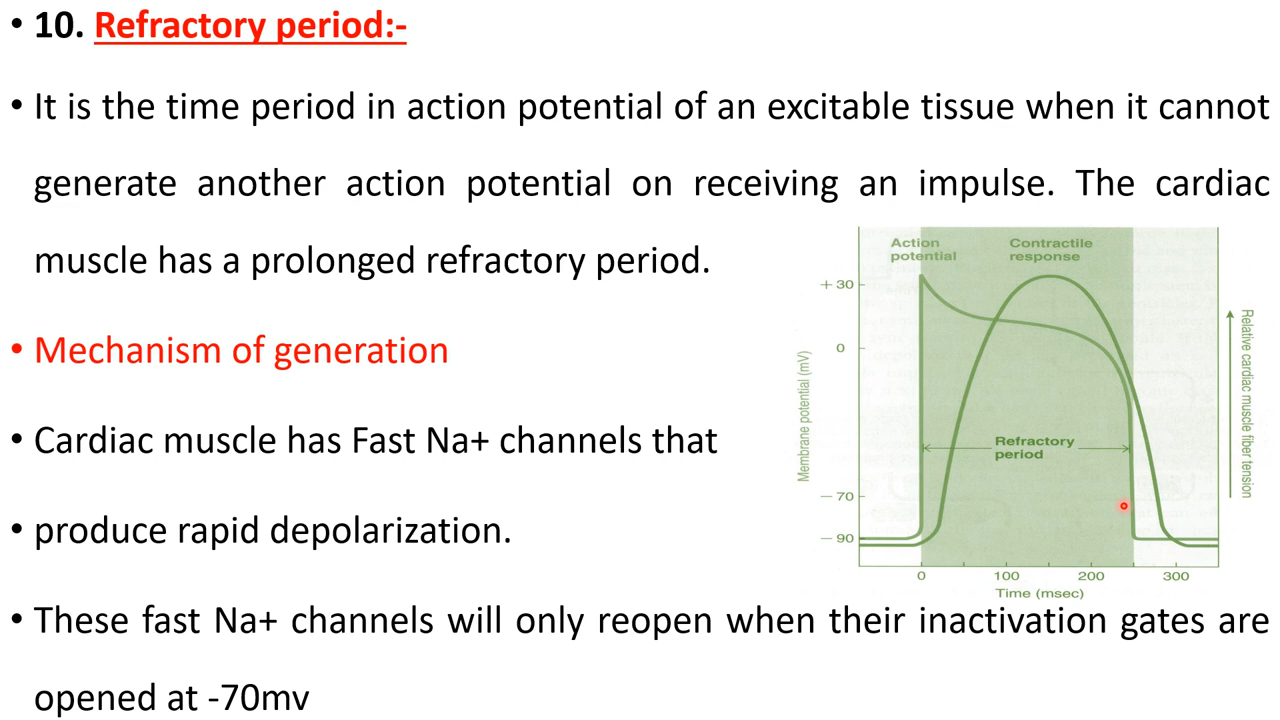 • 10. Refractory period:-
• It is the time period in action potential of an excitable tissue when it cannot
generate another action potential on receiving an impulse. The cardiac
muscle has a prolonged refractory period.
• Mechanism of generation
• Cardiac muscle has Fast Na+ channels that
• produce rapid depolarization.
• These fast Na+ channels will only reopen when their inactivation gates are
opened at -70mv
Action
potential
Contractile
response
+ 30
0
− 70
− 90
Membrane potential (mV)
Refractory
period
Relative cardiac muscle fiber tension
0 100 200 300
Time (msec)